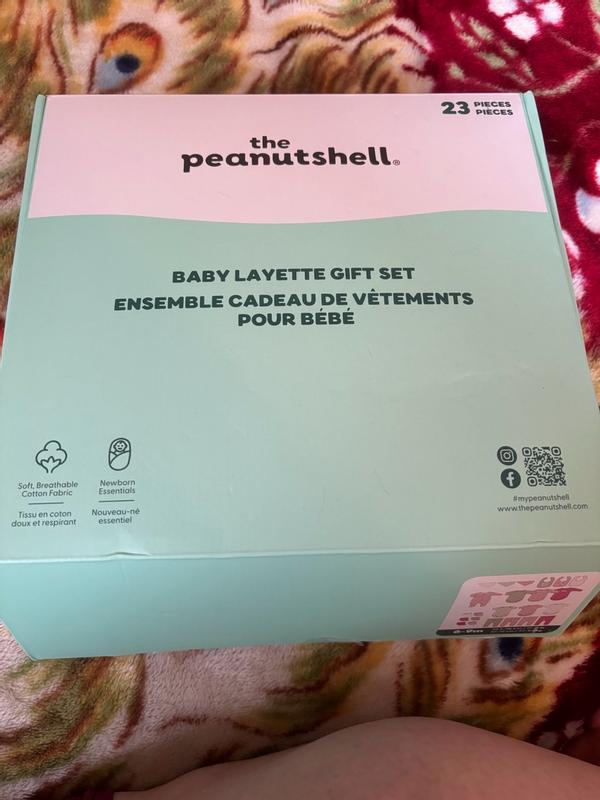 23 PIECES
PIÈCES
the
peanutshell®
BABY LAYETTE GIFT SET
ENSEMBLE CADEAU DE VÊTEMENTS
POUR BÉBÉ
Soft, Breathable
Cotton Fabric
Tissu en coton
doux et respirant
Newborn
Essentials
Nouveau-né
essentiel
#mypeanutshell
www.thepeanutshell.com